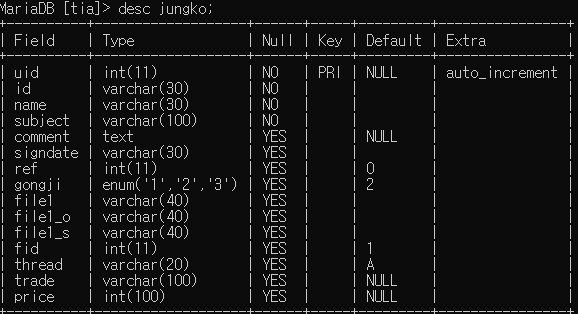 MariaDB [tia]> desc jungko;
+----------+-------------------+------+-----+---------+----------------+
| Field    | Type              | Null | Key | Default | Extra          |
+----------+-------------------+------+-----+---------+----------------+
| uid      | int(11)           | NO   | PRI | NULL    | auto_increment |
| id       | varchar(30)       | NO   |     |         |                |
| name     | varchar(30)       | NO   |     |         |                |
| subject  | varchar(100)      | NO   |     |         |                |
| comment  | text              | YES  |     | NULL    |                |
| signdate | varchar(30)       | YES  |     |         |                |
| ref      | int(11)           | YES  |     | 0       |                |
| gongji   | enum('1','2','3') | YES  |     | 2       |                |
| file1    | varchar(40)       | YES  |     |         |                |
| file1_o  | varchar(40)       | YES  |     |         |                |
| file1_s  | varchar(40)       | YES  |     |         |                |
| fid      | int(11)           | YES  |     | 1       |                |
| thread   | varchar(20)       | YES  |     | A       |                |
| trade    | varchar(100)      | YES  |     | NULL    |                |
| price    | int(100)          | YES  |     | NULL    |                |
+----------+-------------------+------+-----+---------+----------------+